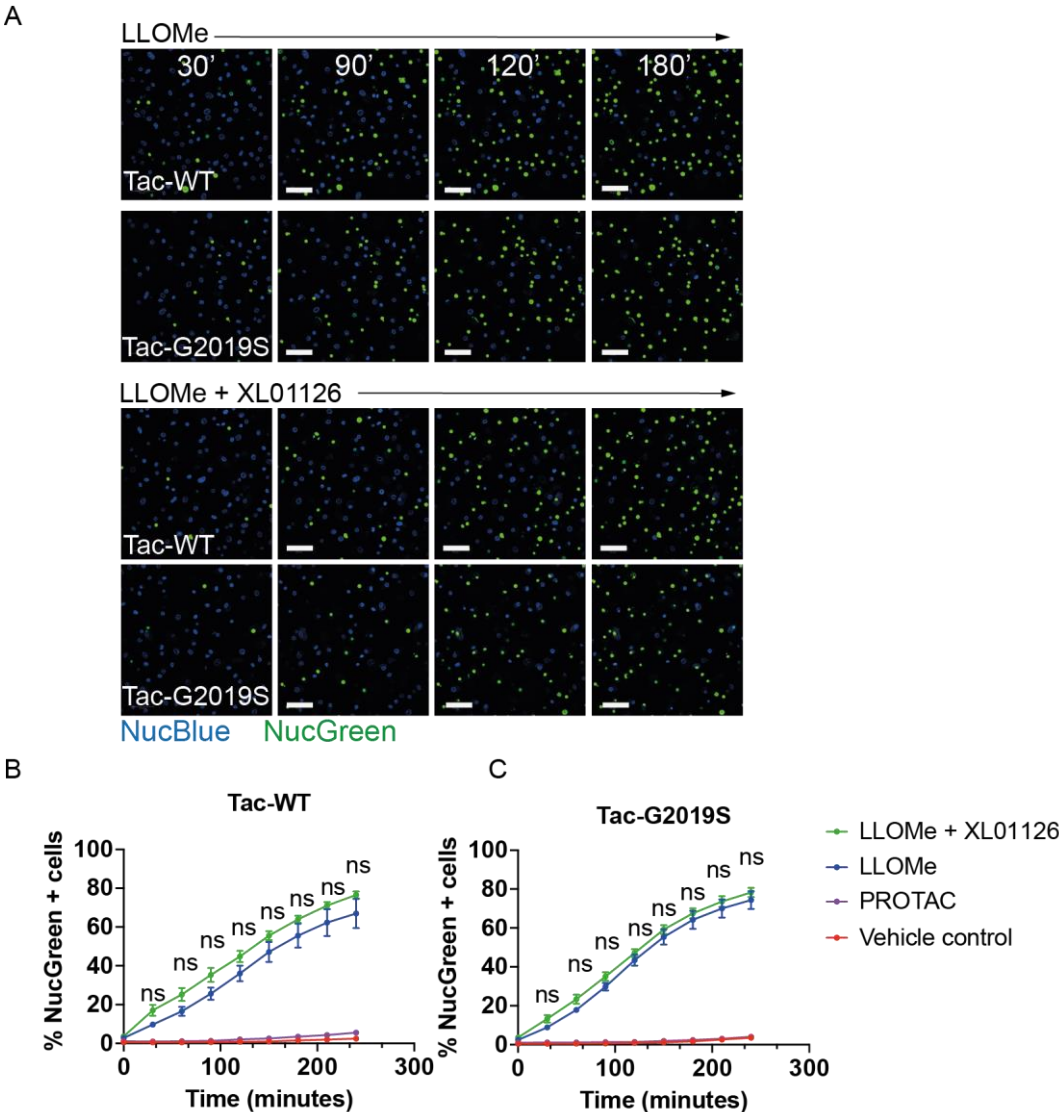 A
LLOMe
30’ 90’ 120’ 180’
Tac-WT
Tac-G2019S
LLOMe + XL01126
Tac-WT
Tac-G2019S
NucBlue NucGreen
B
Tac-WT
% NucGreen + cells
100
80
60
40
20
0
ns ns ns ns ns ns ns ns
0 100 200 300
Time (minutes)
C
Tac-G2019S
% NucGreen + cells
100
80
60
40
20
0
ns ns ns ns ns ns ns ns
0 100 200 300
Time (minutes)
LLOMe + XL01126
LLOMe
PROTAC
Vehicle control